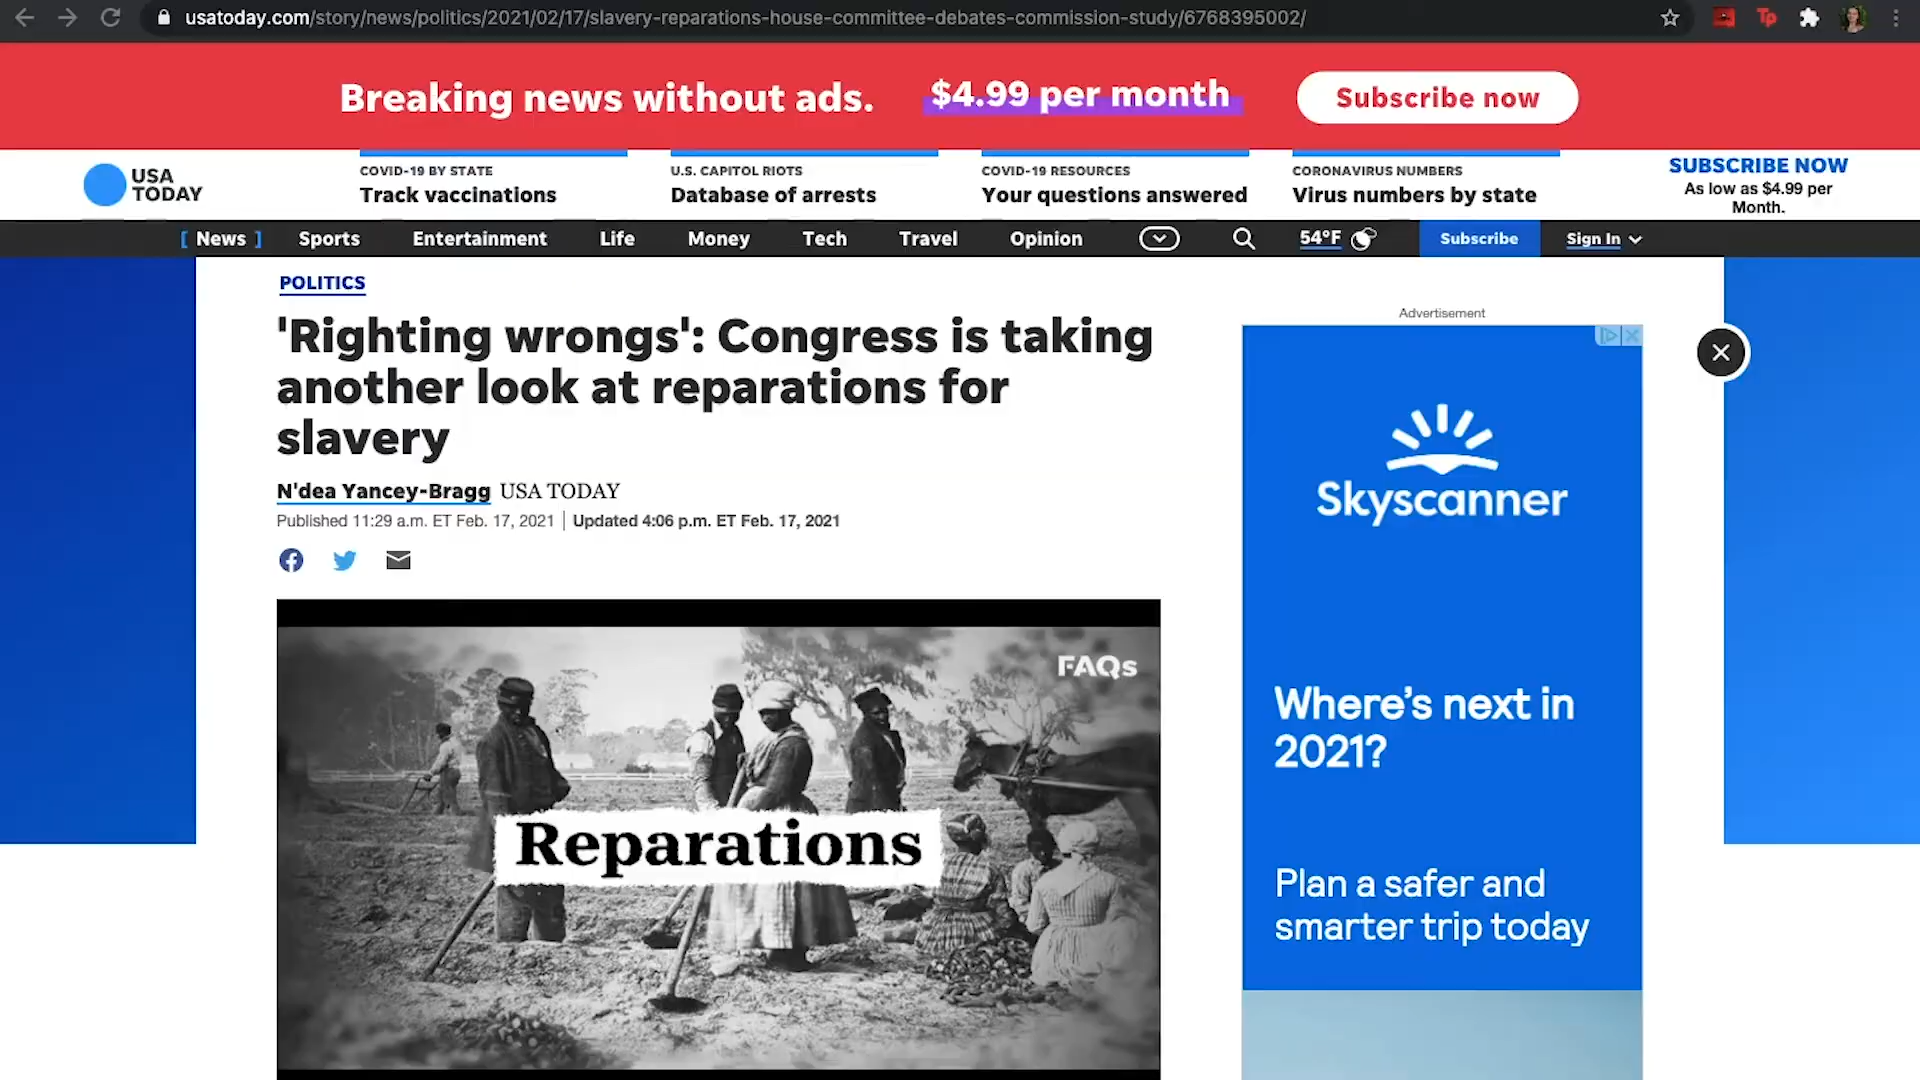 usatoday.com/story/news/politics/2021/02/17/slavery-reparations-house-committee-debates-commission-study/6768395002/
Tp
Breaking news without ads. $4.99 per month Subscribe now
USA TODAY
COVID-19 BY STATE
Track vaccinations
U.S. CAPITOL RIOTS
Database of arrests
COVID-19 RESOURCES
Your questions answered
CORONAVIRUS NUMBERS
Virus numbers by state
SUBSCRIBE NOW
As low as $4.99 per
Month.
[ News ] Sports Entertainment Life Money Tech Travel Opinion 54°F Subscribe Sign In
POLITICS
'Righting wrongs': Congress is taking
another look at reparations for
slavery
N'dea Yancey-Bragg USA TODAY
Published 11:29 a.m. ET Feb. 17, 2021 | Updated 4:06 p.m. ET Feb. 17, 2021
FAQs
Reparations
Advertisement
Skyscanner
Where's next in
2021?
Plan a safer and
smarter trip today